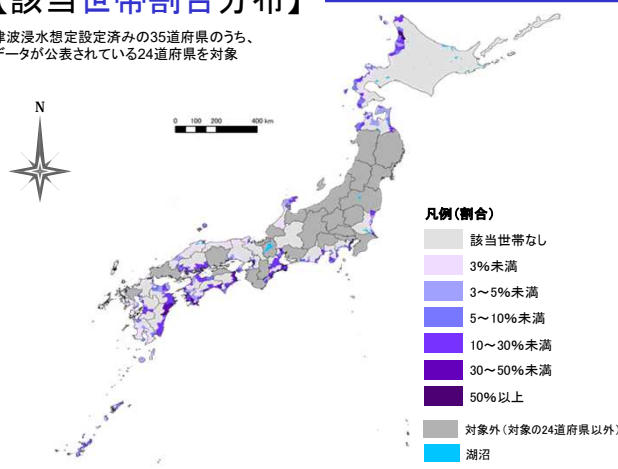 【該当世帯割合分布】
津波浸水想定設定済みの35道府県のうち、
データが公表されている24道府県を対象
N
0 100 200 400 km
凡例(割合)
該当世帯なし
3%未満
3～5%未満
5～10%未満
10～30%未満
30～50%未満
50%以上
対象外(対象の24道府県以外)
湖沼